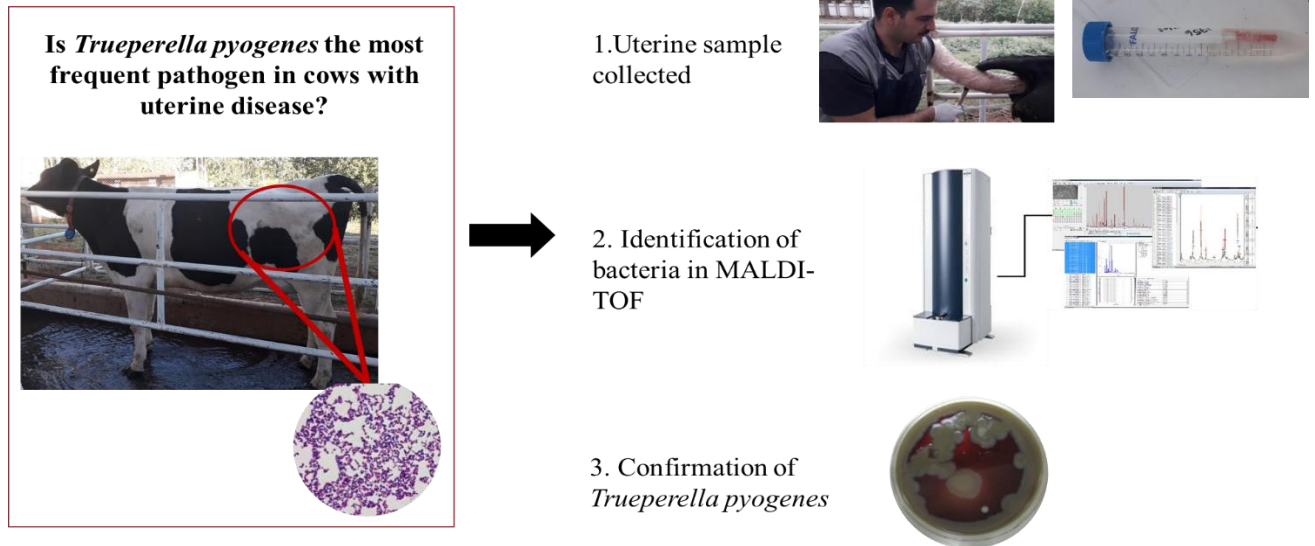 Is Trueperella pyogenes the most
frequent pathogen in cows with
uterine disease?
1.Uterine sample
collected
2. Identification of
bacteria in MALDI-
TOF
3. Confirmation of
Trueperella pyogenes